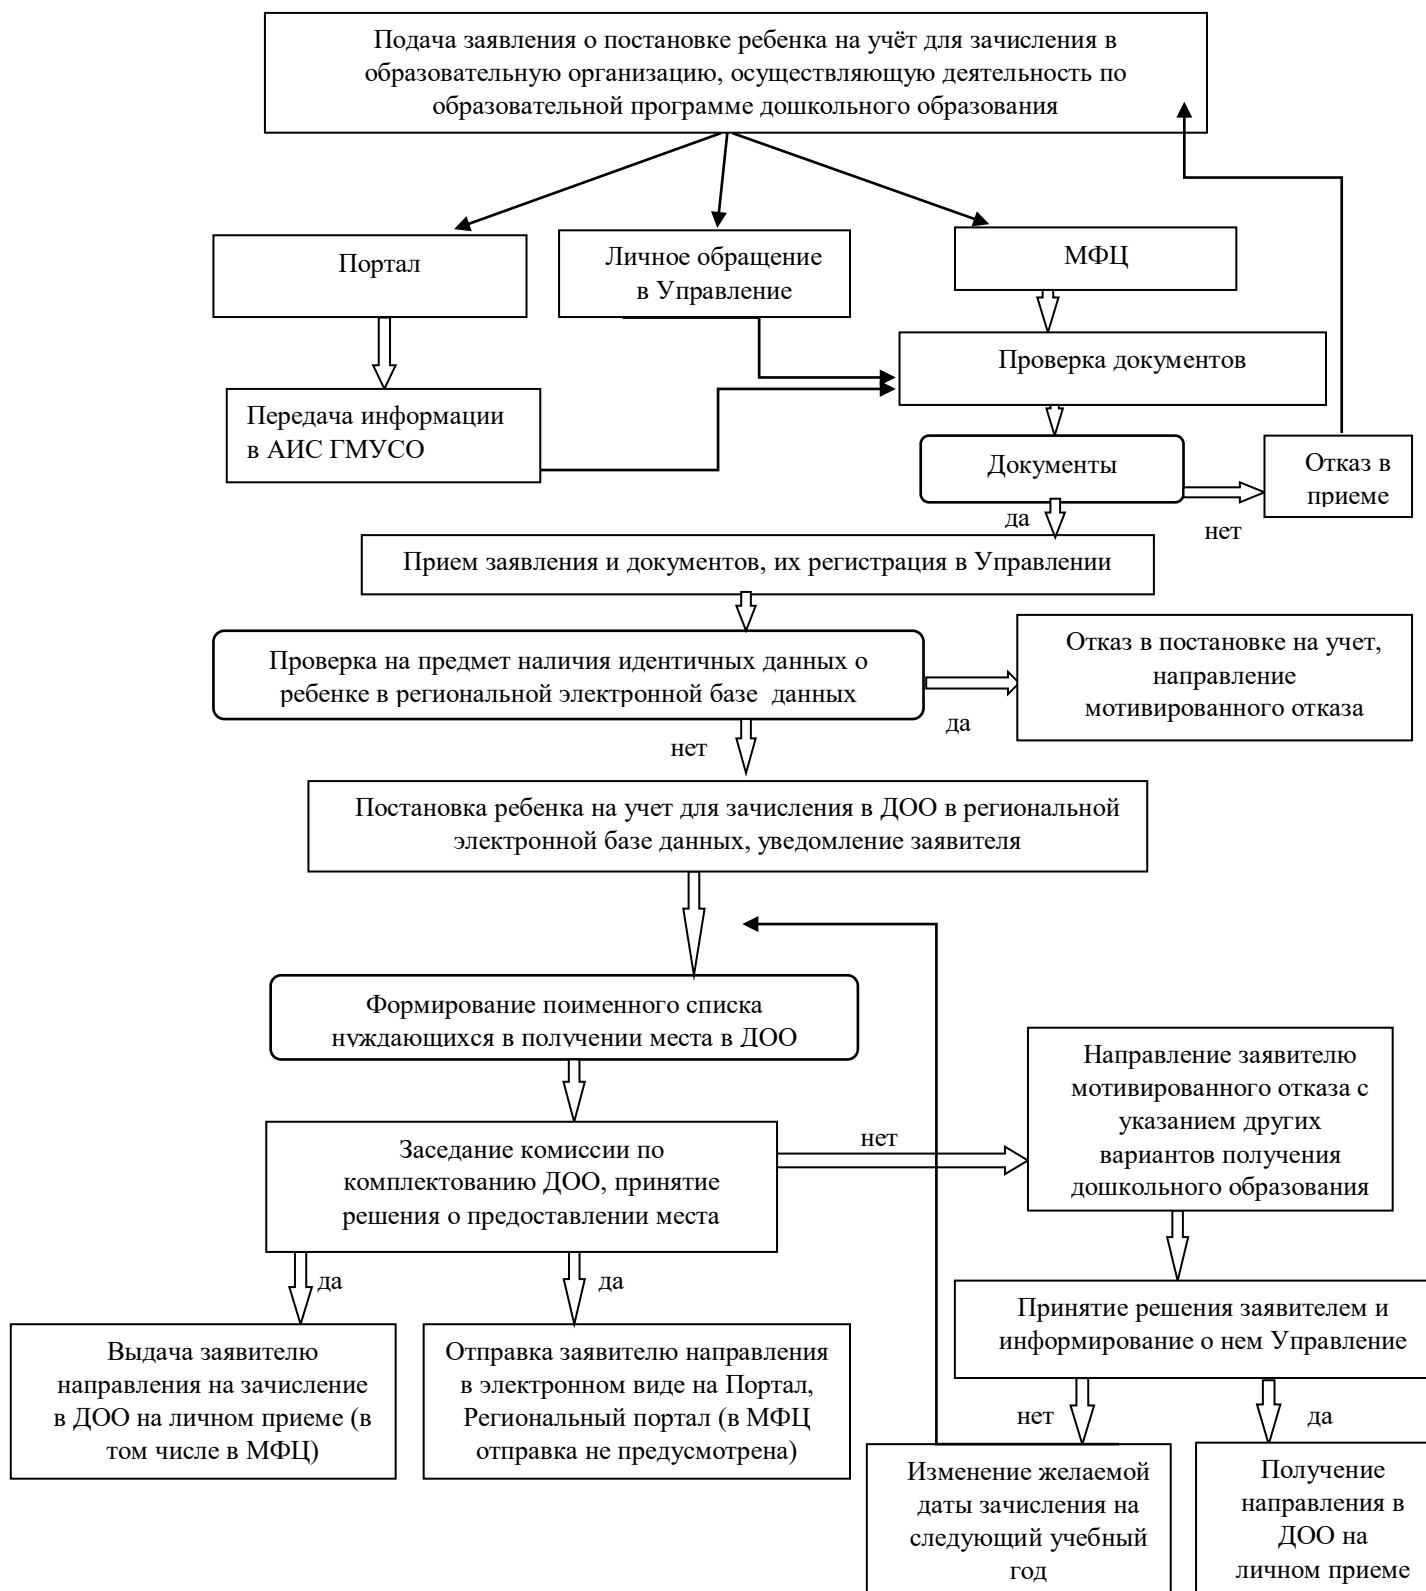 Подача заявления о постановке ребенка на учёт для зачисления в
образовательную организацию, осуществляющую деятельность по
образовательной программе дошкольного образования
Портал
Личное обращение
в Управление
МФЦ
Проверка документов
Передача информации
в АИС ГМУСО
Документы
Отказ в
приеме
да
нет
Прием заявления и документов, их регистрация в Управлении
Проверка на предмет наличия идентичных данных о
ребенке в региональной электронной базе данных
Отказ в постановке на учет,
направление
мотивированного отказа
да
нет
Постановка ребенка на учет для зачисления в ДОО в региональной
электронной базе данных, уведомление заявителя
Формирование поименного списка
нуждающихся в получении места в ДОО
Направление заявителю
мотивированного отказа с
указанием других
вариантов получения
дошкольного образования
нет
Заседание комиссии по
комплектованию ДОО, принятие
решения о предоставлении места
да
да
Принятие решения заявителем и
информирование о нем Управление
Выдача заявителю
направления на зачисление
в ДОО на личном приеме (в
том числе в МФЦ)
Отправка заявителю направления
в электронном виде на Портал,
Региональный портал (в МФЦ
отправка не предусмотрена)
нет
да
Изменение желаемой
даты зачисления на
следующий учебный
год
Получение
направления в
ДОО на
личном приеме